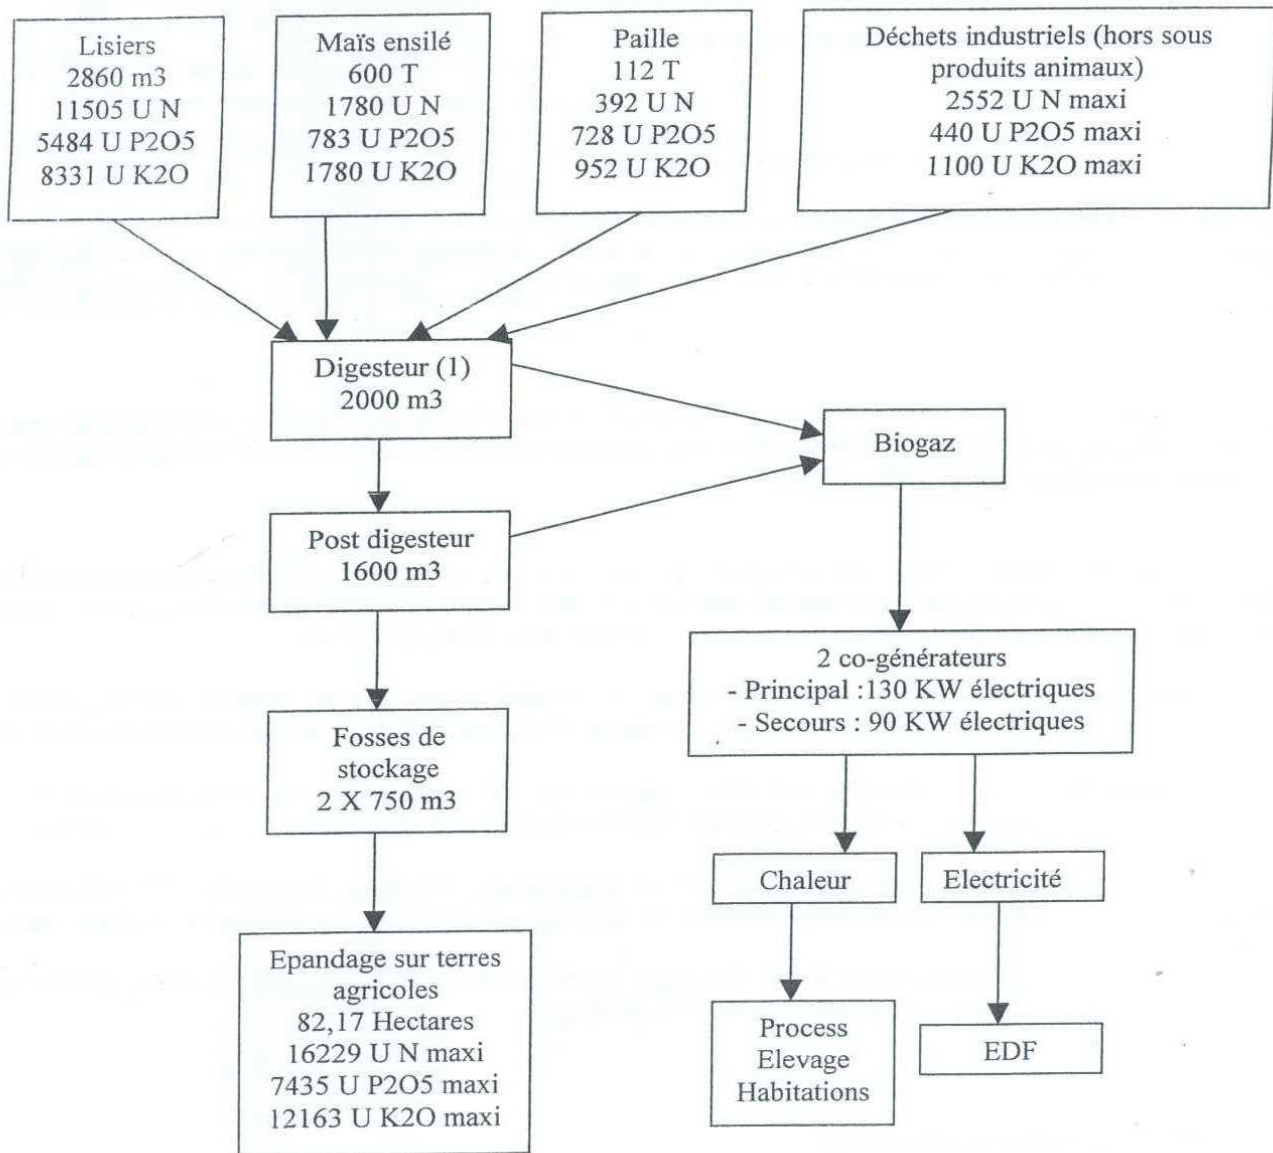 Lisiers
2860 m3
11505 U N
5484 U P2O5
8331 U K2O
Maïs ensilé
600 T
1780 U N
783 U P2O5
1780 U K2O
Paille
112 T
392 U N
728 U P2O5
952 U K2O
Déchets industriels (hors sous
produits animaux)
2552 U N maxi
440 U P2O5 maxi
1100 U K2O maxi
Digesteur (1)
2000 m3
Biogaz
Post digesteur
1600 m3
2 co-générateurs
- Principal :130 KW électriques
- Secours : 90 KW électriques
Fosses de
stockage
2 X 750 m3
Chaleur
Electricité
Epandage sur terres
agricoles
82,17 Hectares
16229 U N maxi
7435 U P2O5 maxi
12163 U K2O maxi
Process
Elevage
Habitations
EDF